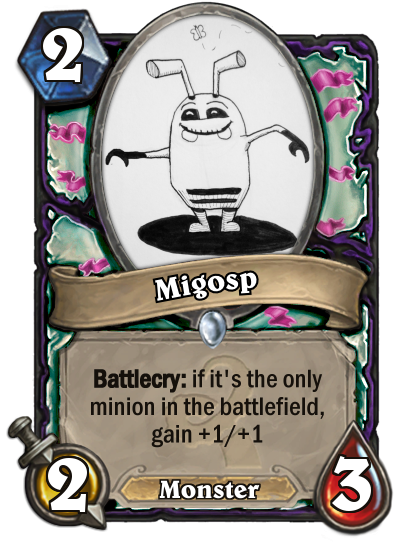 2
Migosp
Battlecry: if it's the only
minion in the battlefield,
gain +1/+1
2
Monster
3